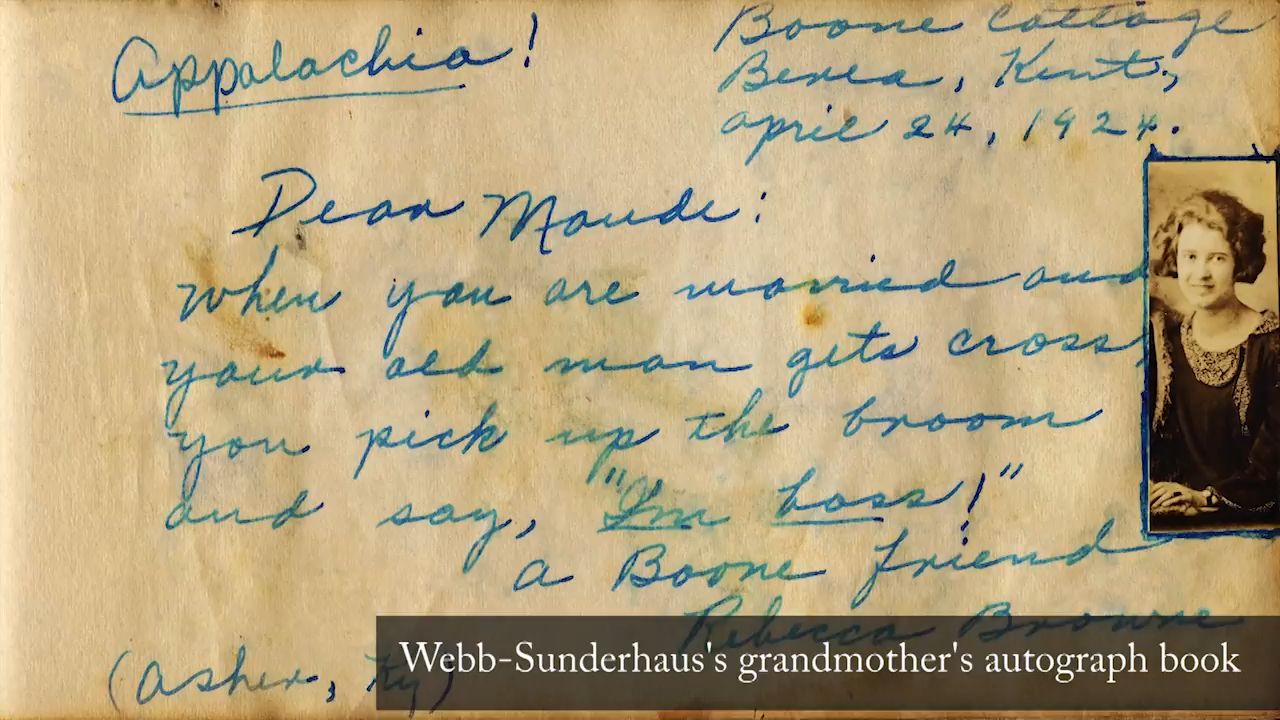 Appalachia!
Boone Cottage
Berea, Kent.,
April 24, 1924.
Dear Maude:
When you are married and
your old man gets cross
you pick up the broom
and say, "I'm boss!"
a Boone friend
Rebecca Browne
(Asher, Ky)
Webb-Sunderhaus's grandmother's autograph book